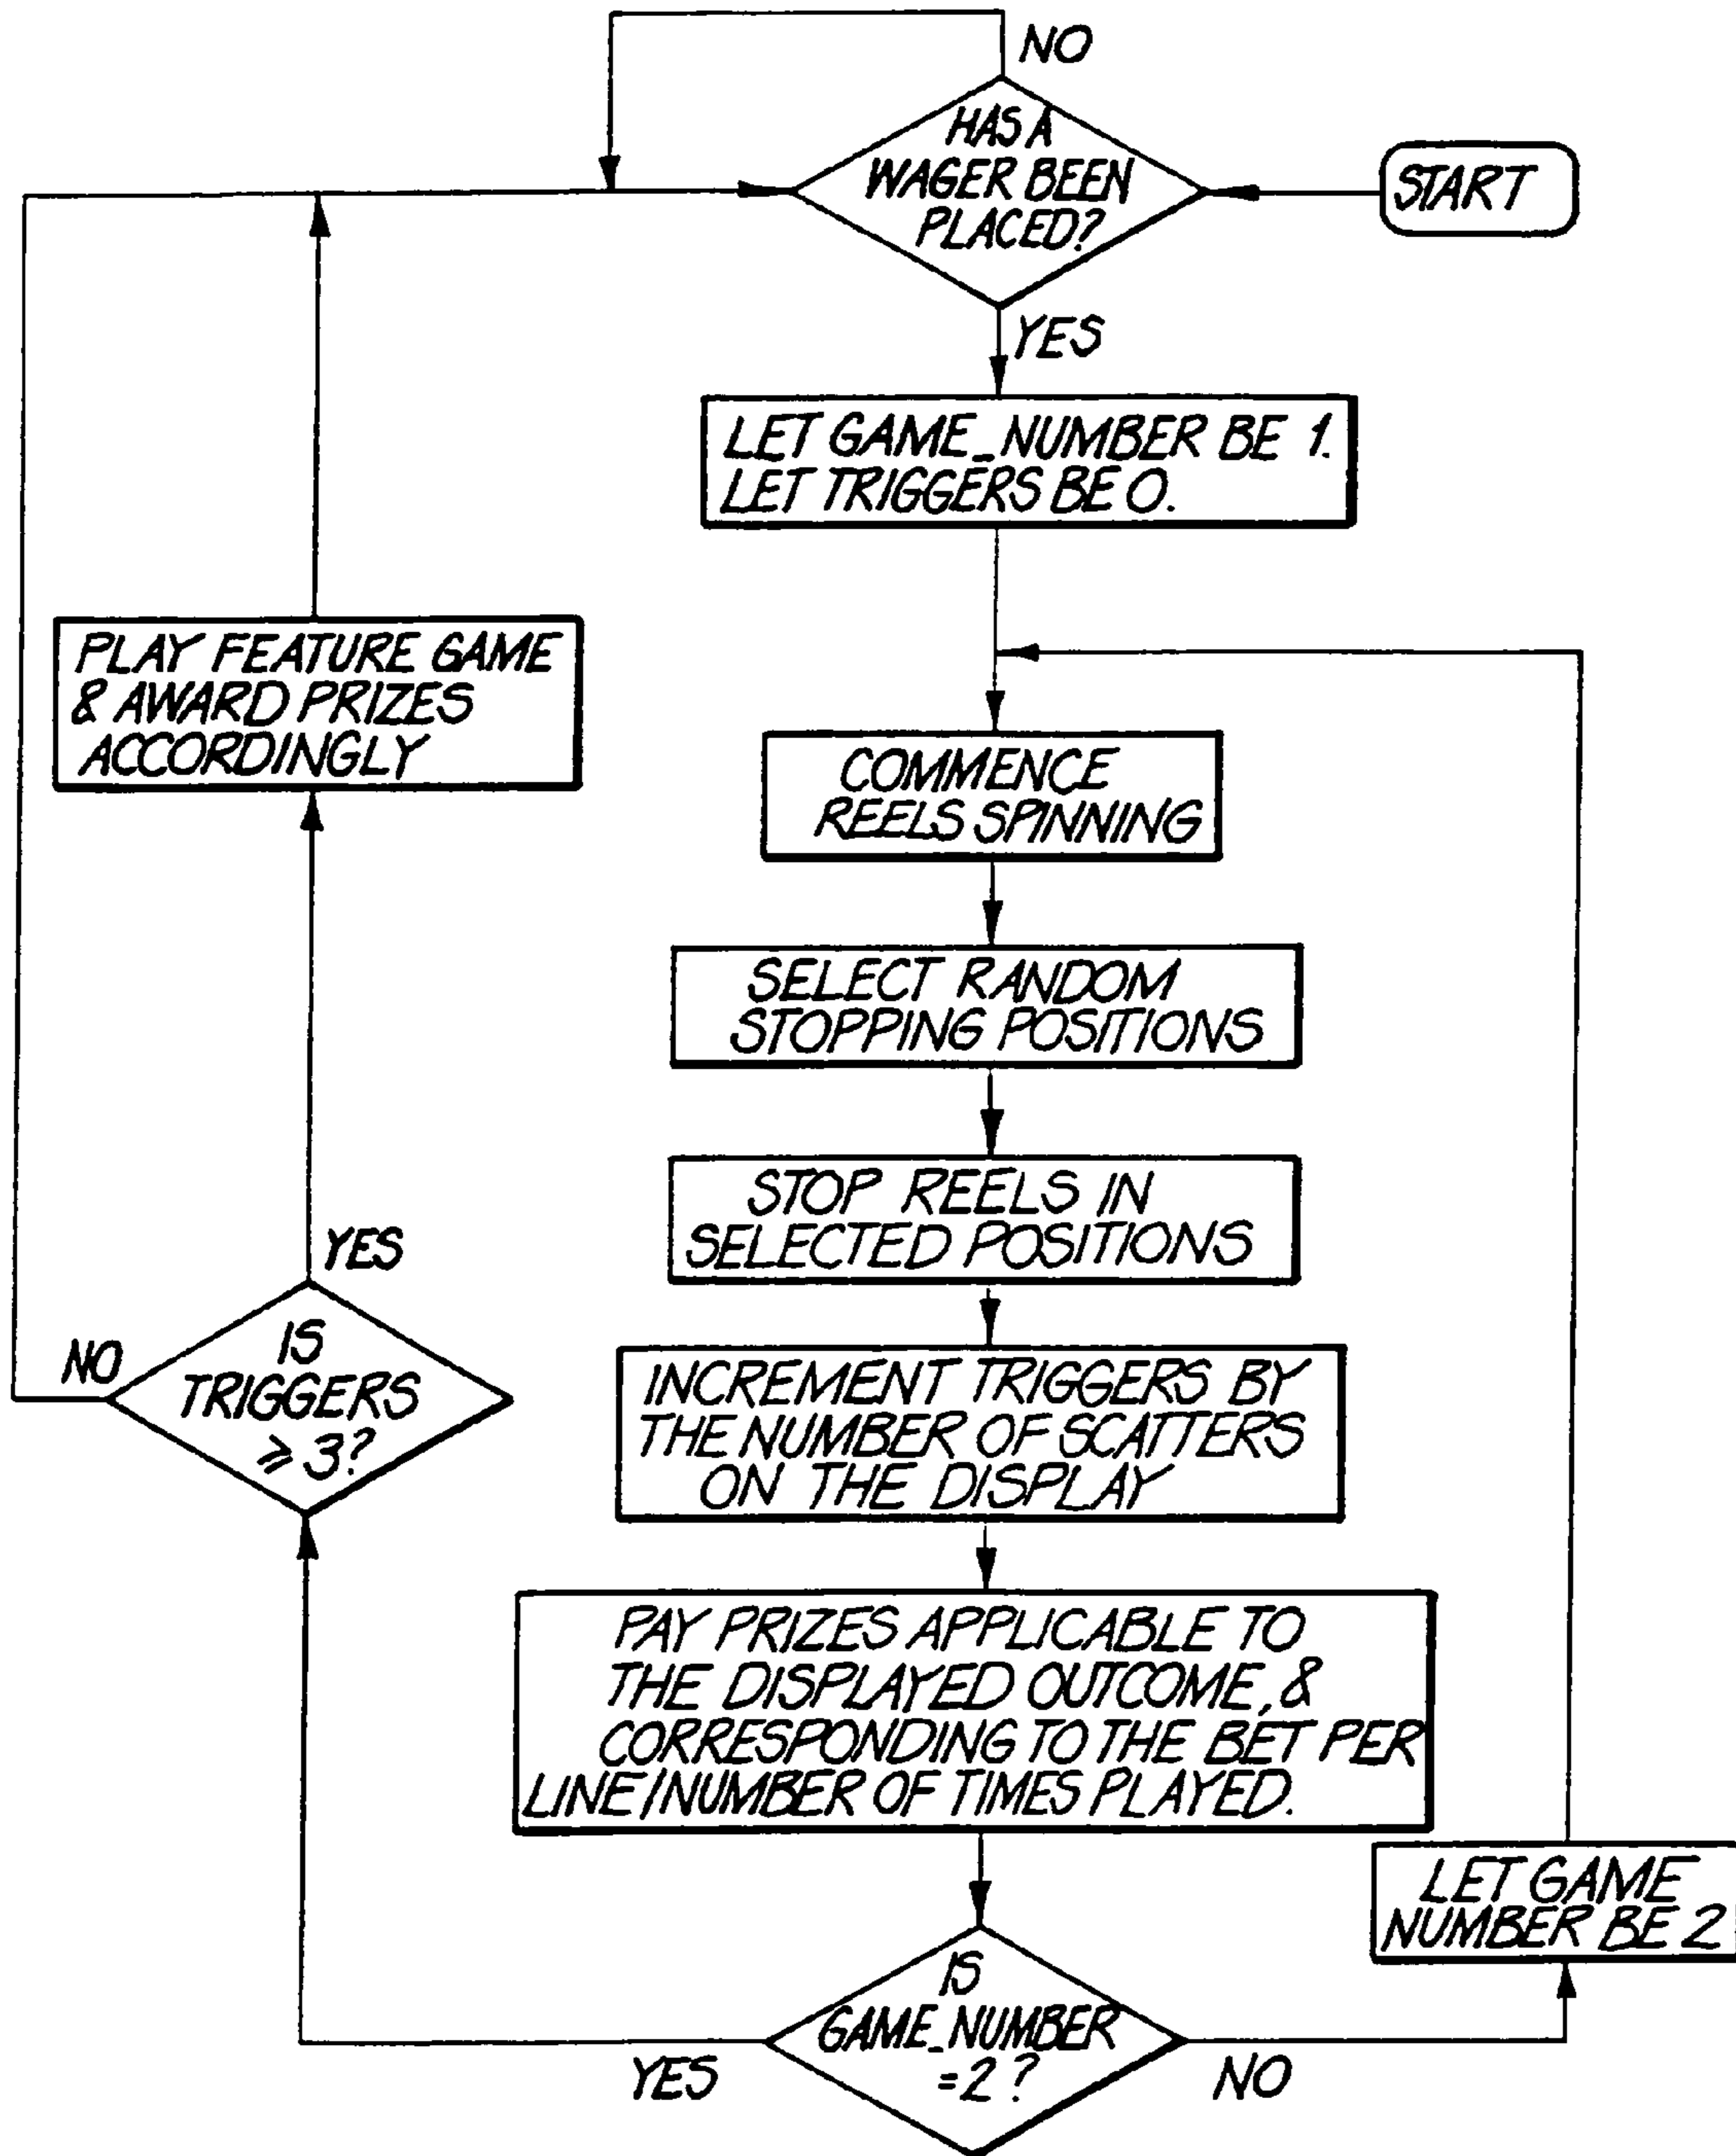 NO
HAS A
WAGER BEEN
PLACED?
START
YES
LET GAME_NUMBER BE 1.
LET TRIGGERS BE 0.
PLAY FEATURE GAME
& AWARD PRIZES
ACCORDINGLY
COMMENCE
REELS SPINNING
SELECT RANDOM
STOPPING POSITIONS
STOP REELS IN
SELECTED POSITIONS
YES
NO
IS
TRIGGERS
≥ 3?
INCREMENT TRIGGERS BY
THE NUMBER OF SCATTERS
ON THE DISPLAY
PAY PRIZES APPLICABLE TO
THE DISPLAYED OUTCOME, &
CORRESPONDING TO THE BET PER
LINE/NUMBER OF TIMES PLAYED.
LET GAME
NUMBER BE 2
IS
GAME_NUMBER
=2?
YES
NO